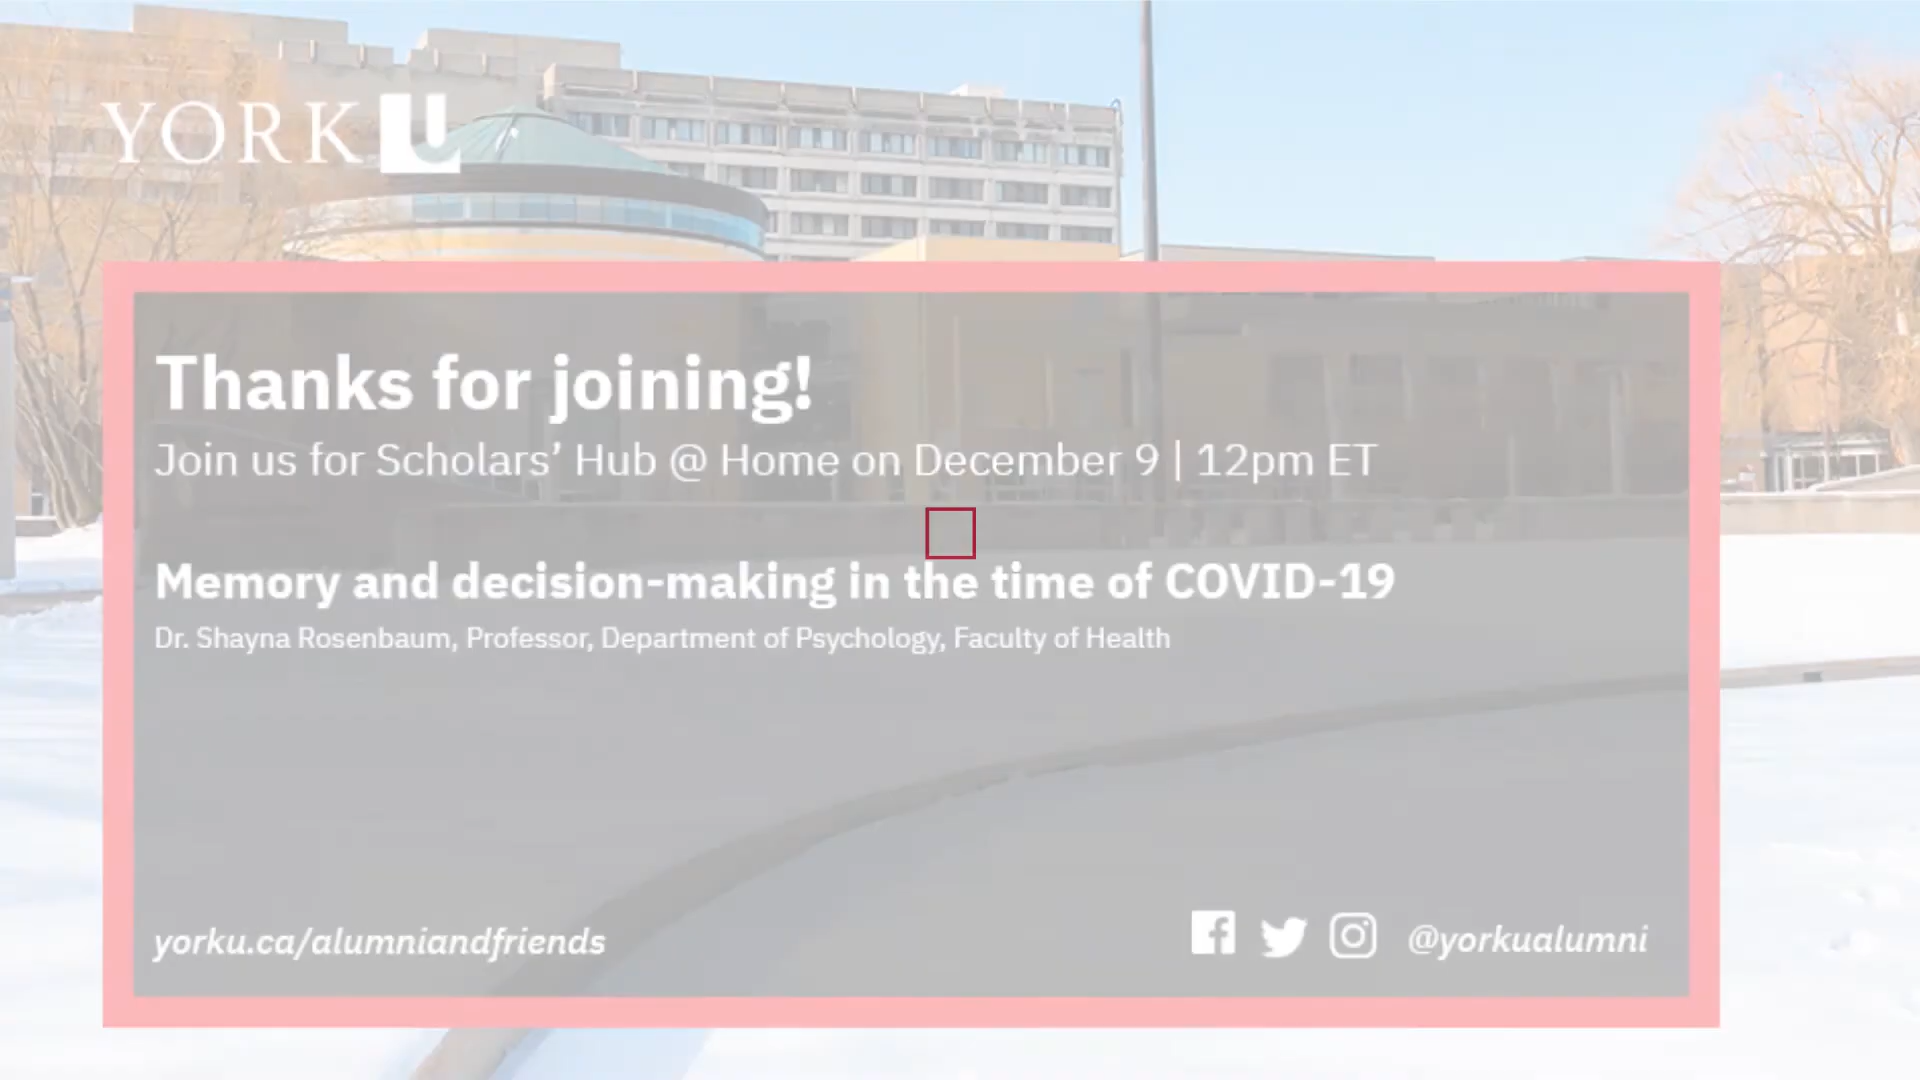 YORK U
Thanks for joining!
Join us for Scholars’ Hub @ Home on December 9 | 12pm ET
Memory and decision-making in the time of COVID-19
Dr. Shayna Rosenbaum, Professor, Department of Psychology, Faculty of Health
yorku.ca/alumniandfriends
@yorkualumni